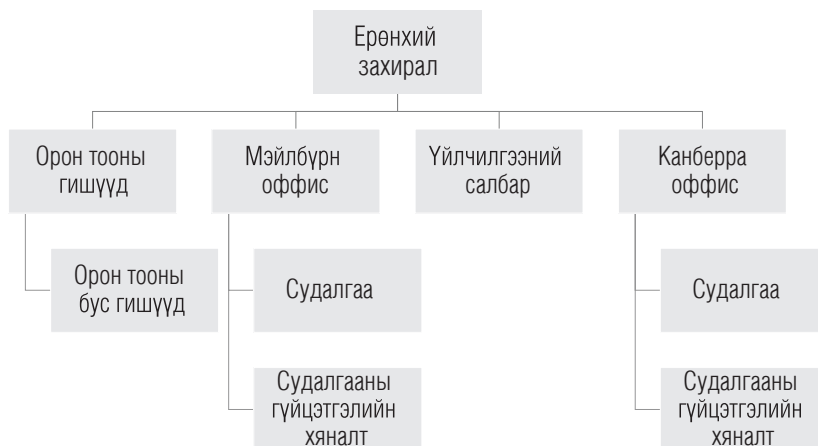 Ерөнхий
захирал
Орон тооны
гишүүд
Мэйлбүрн
оффис
Үйлчилгээний
салбар
Канберра
оффис
Орон тооны
бус гишүүд
Судалгаа
Судалгаа
Судалгааны
гүйцэтгэлийн
хяналт
Судалгааны
гүйцэтгэлийн
хяналт